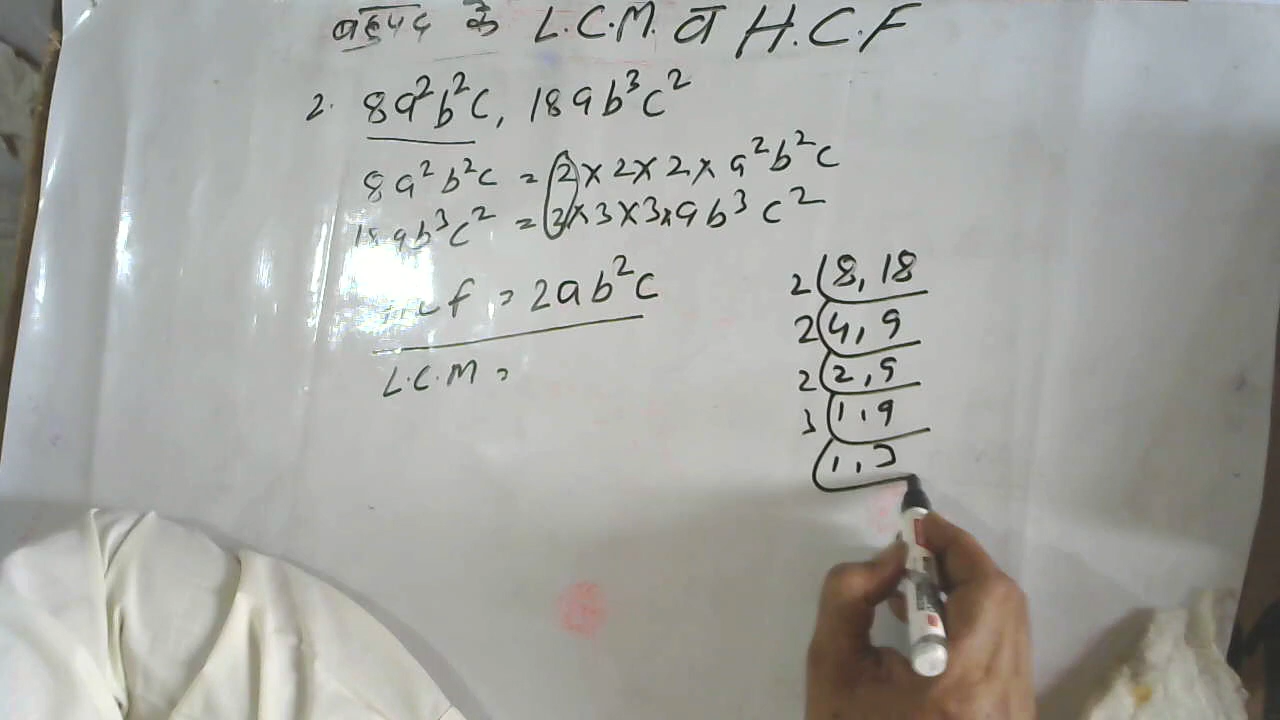 बहुपद के L.C.M. व H.C.F
2. 8a²b²c, 18ab³c²
8a²b²c = 2 × 2 × 2 × a²b²c
18ab³c² = 2 × 3 × 3 × ab³c²
H.C.f = 2ab²c
L.C.M =
2 8, 18
2 4, 9
2 2, 9
3 1, 9
1, 3